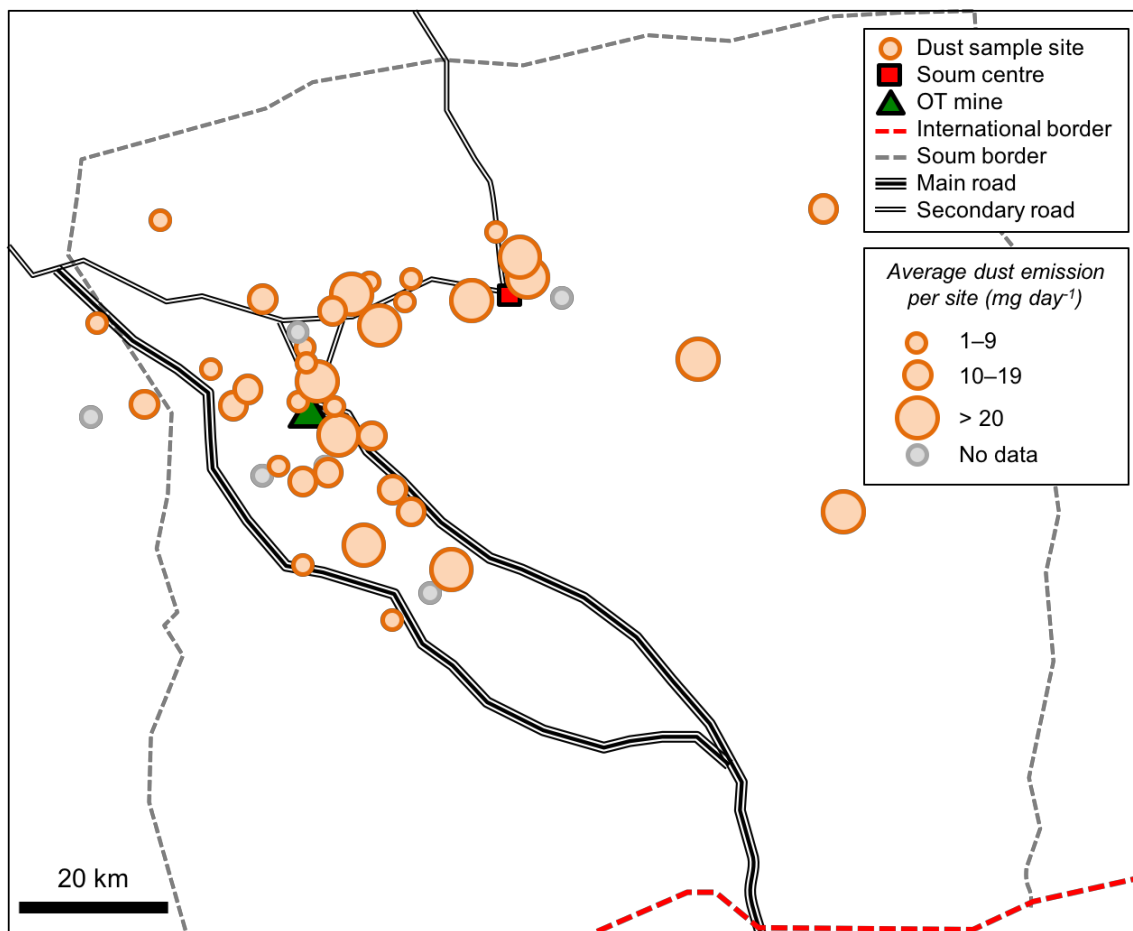 Dust sample site
Soum centre
OT mine
International border
Soum border
Main road
Secondary road
Average dust emission
per site (mg day⁻¹)
1–9
10–19
> 20
No data
20 km